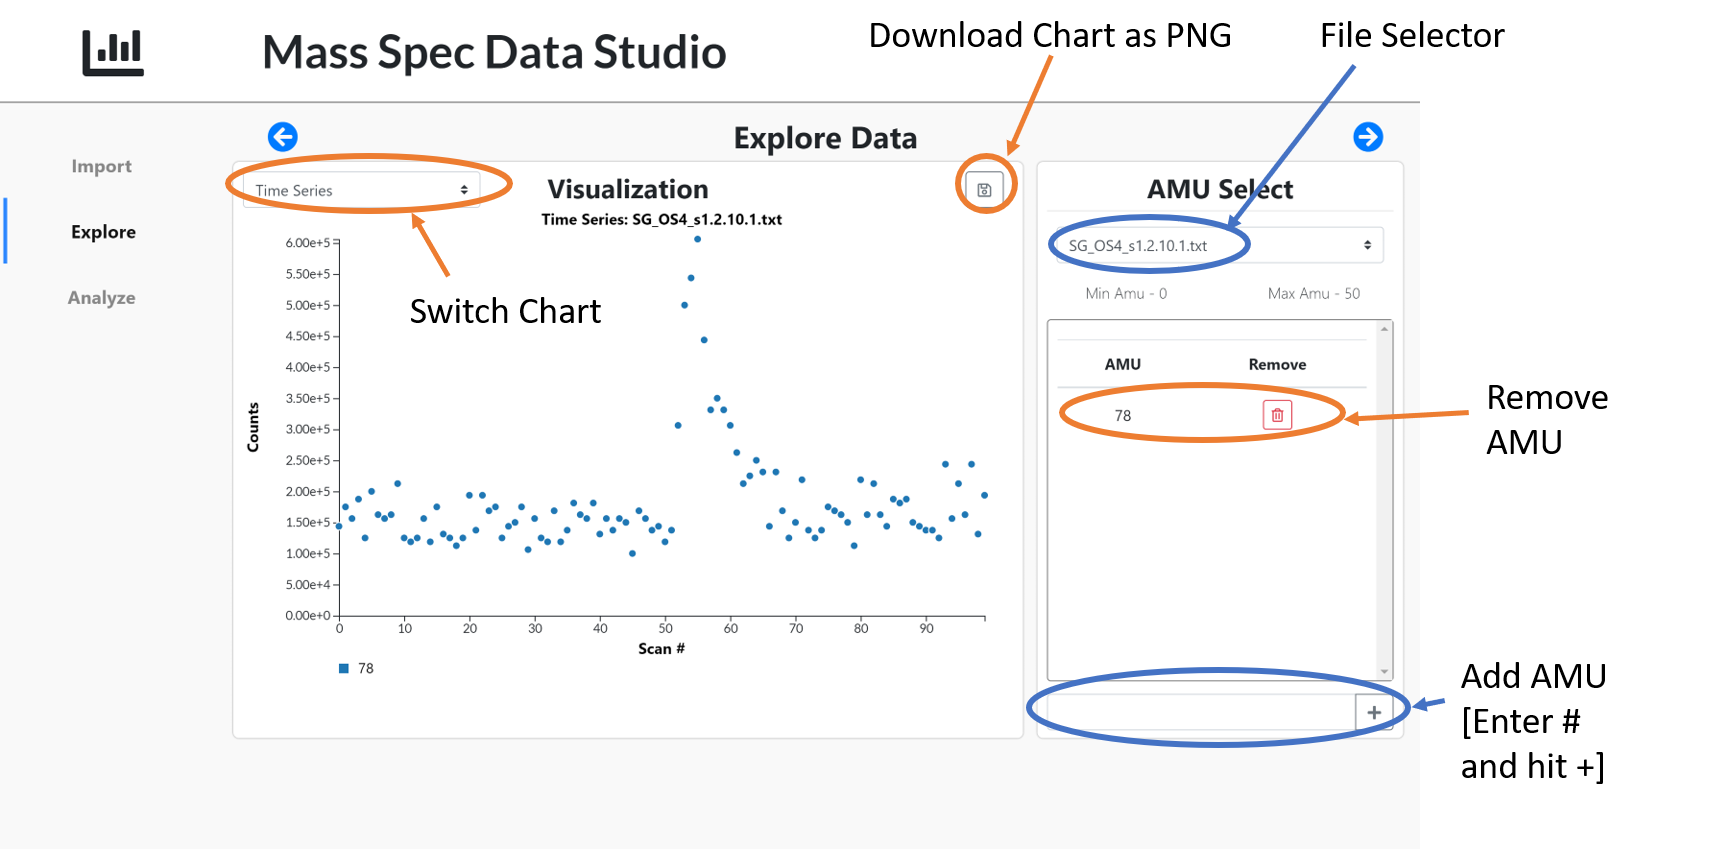 Mass Spec Data Studio
Download Chart as PNG
File Selector
Import
Explore
Analyze
Explore Data
Time Series
Visualization
Time Series: SG_OS4_s1.2.10.1.txt
Switch Chart
6.00e+5
5.50e+5
5.00e+5
4.50e+5
4.00e+5
3.50e+5
3.00e+5
2.50e+5
2.00e+5
1.50e+5
1.00e+5
5.00e+4
0.00e+0
Counts
0 10 20 30 40 50 60 70 80 90
Scan #
78
AMU Select
SG_OS4_s1.2.10.1.txt
Min Amu - 0 Max Amu - 50
AMU Remove
78
+
Remove
AMU
Add AMU
[Enter #
and hit +]